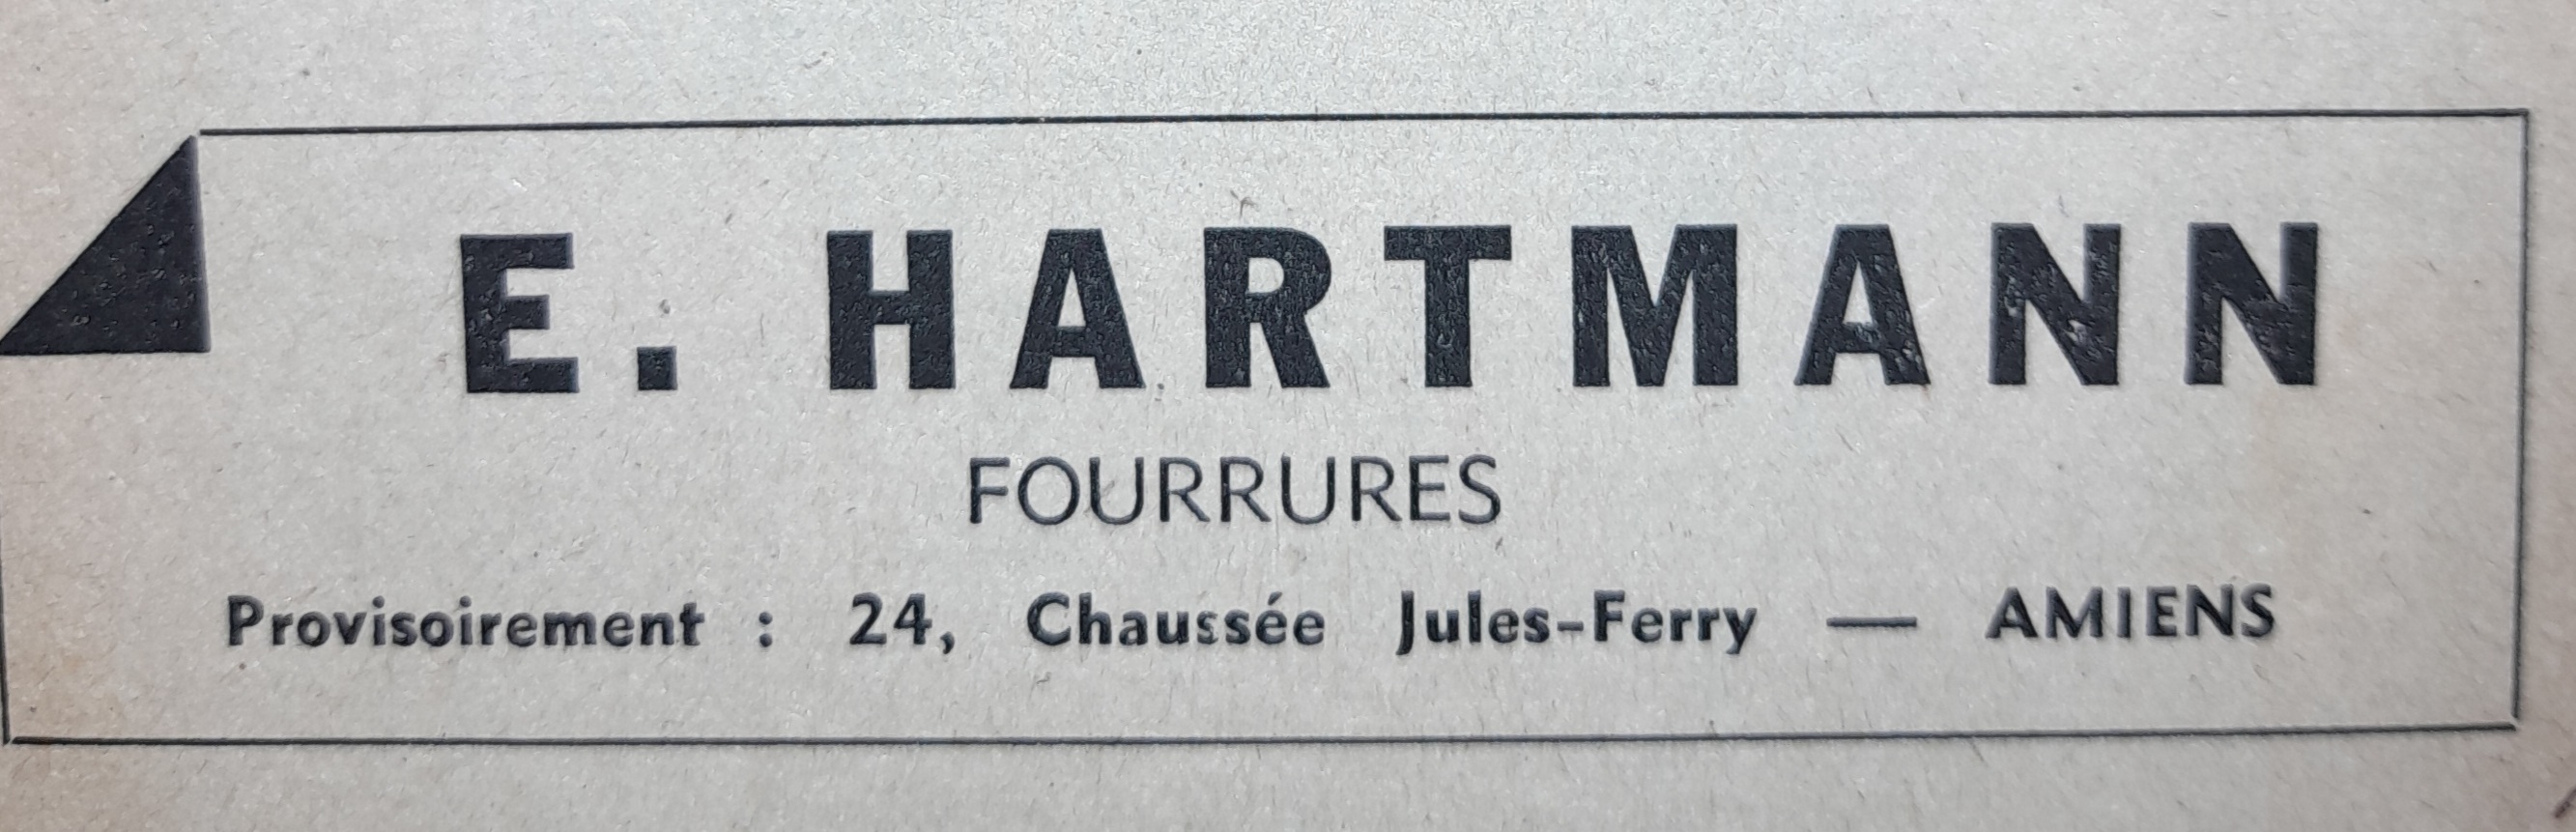 E. HARTMANN
FOURRURES
Provisoirement : 24, Chaussée Jules-Ferry — AMIENS